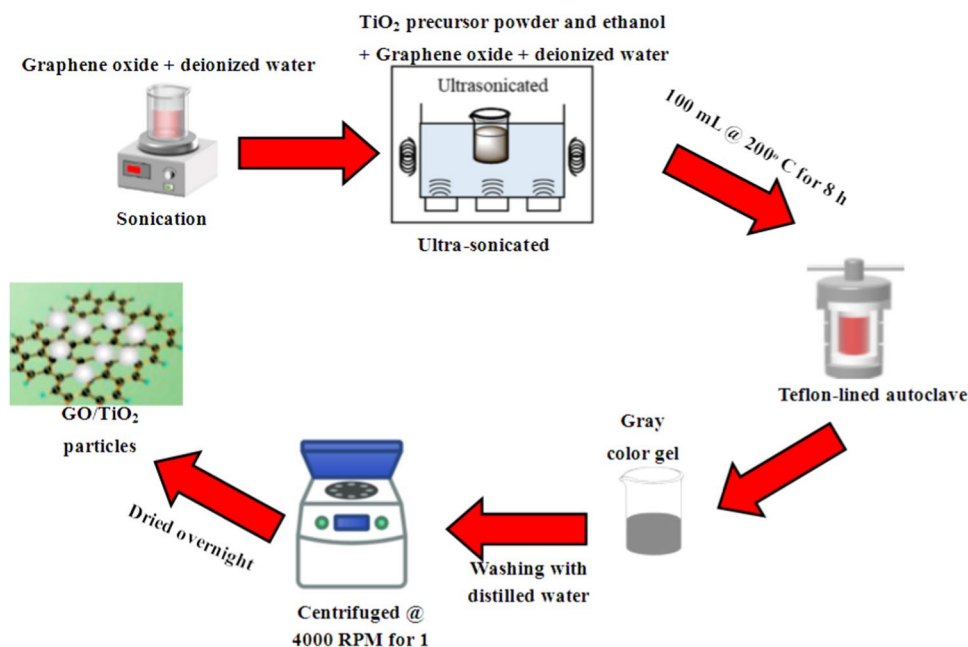 Graphene oxide + deionized water
Sonication
TiO₂ precursor powder and ethanol
+ Graphene oxide + deionized water
Ultrasonicated
Ultra-sonicated
100 mL @ 200° C for 8 h
Teflon-lined autoclave
Gray
color gel
Washing with
distilled water
Centrifuged @
4000 RPM for 1
Dried overnight
GO/TiO₂
particles